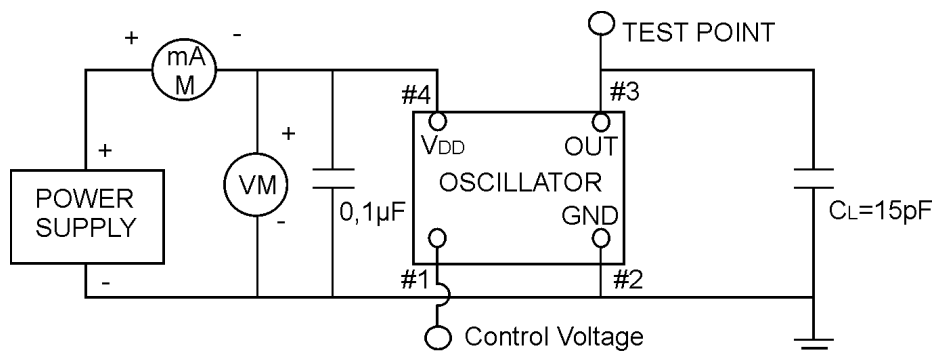 TEST POINT
+
-
mA
M
#4
#3
+
+
VDD
OUT
POWER
SUPPLY
VM
OSCILLATOR
0,1µF
GND
CL=15pF
-
-
#1
#2
Control Voltage